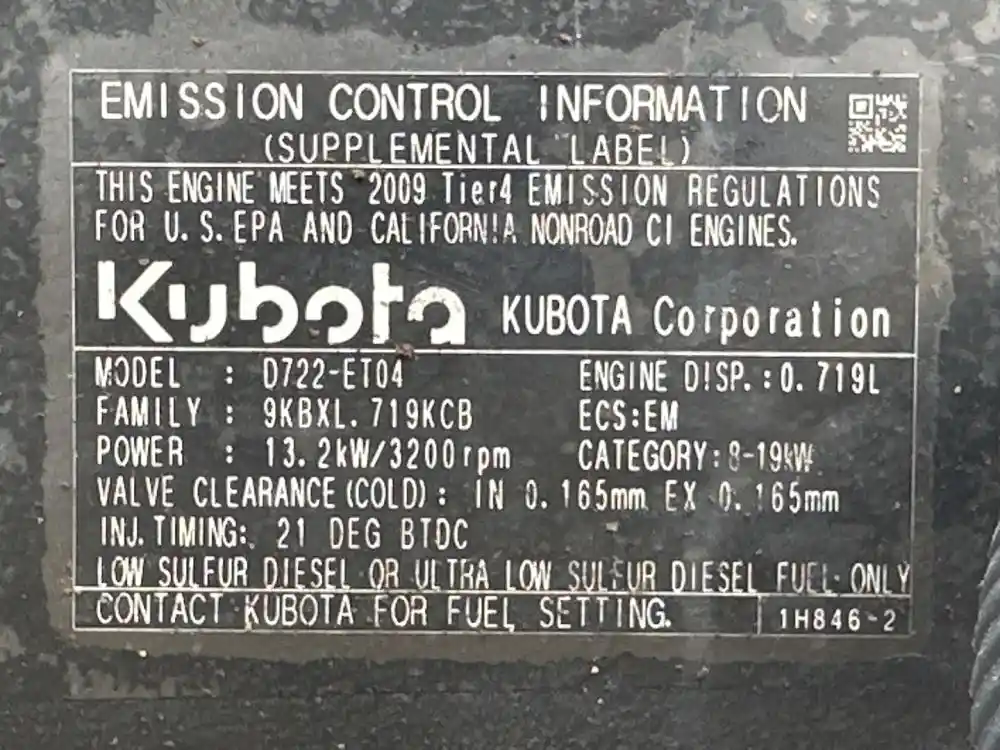 EMISSION CONTROL INFORMATION
(SUPPLEMENTAL LABEL)
THIS ENGINE MEETS 2009 Tier4 EMISSION REGULATIONS
FOR U.S. EPA AND CALIFORNIA NONROAD CI ENGINES.
Kubota KUBOTA Corporation
MODEL : D722-ET04 ENGINE DISP.:0.719L
FAMILY : 9KBXL.719KCB ECS:EM
POWER : 13.2kW/3200rpm CATEGORY:8-19kW
VALVE CLEARANCE(COLD): IN 0.165mm EX 0.165mm
INJ.TIMING: 21 DEG BTDC
LOW SULFUR DIESEL OR ULTRA LOW SULFUR DIESEL FUEL ONLY
CONTACT KUBOTA FOR FUEL SETTING. 1H846-2